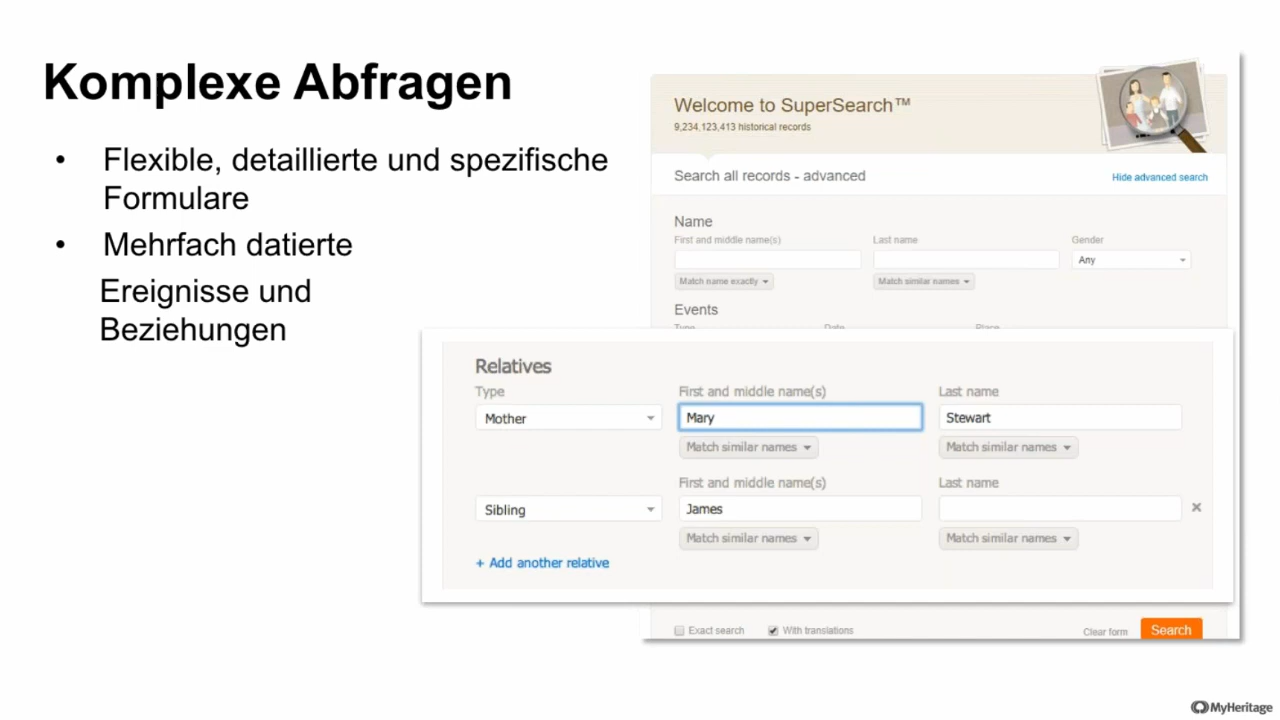 Komplexe Abfragen
• Flexible, detaillierte und spezifische
Formulare
• Mehrfach datierte
Ereignisse und
Beziehungen
Welcome to SuperSearch™
9,234,123,413 historical records
Search all records - advanced
Hide advanced search
Name
First and middle name(s) Last name Gender
Any
Match name exactly Match similar names
Events
Type Date Place
Relatives
Type First and middle name(s) Last name
Mother Mary Stewart
Match similar names Match similar names
First and middle name(s) Last name
Sibling James
Match similar names Match similar names
+ Add another relative
Exact search With translations Clear form Search
MyHeritage